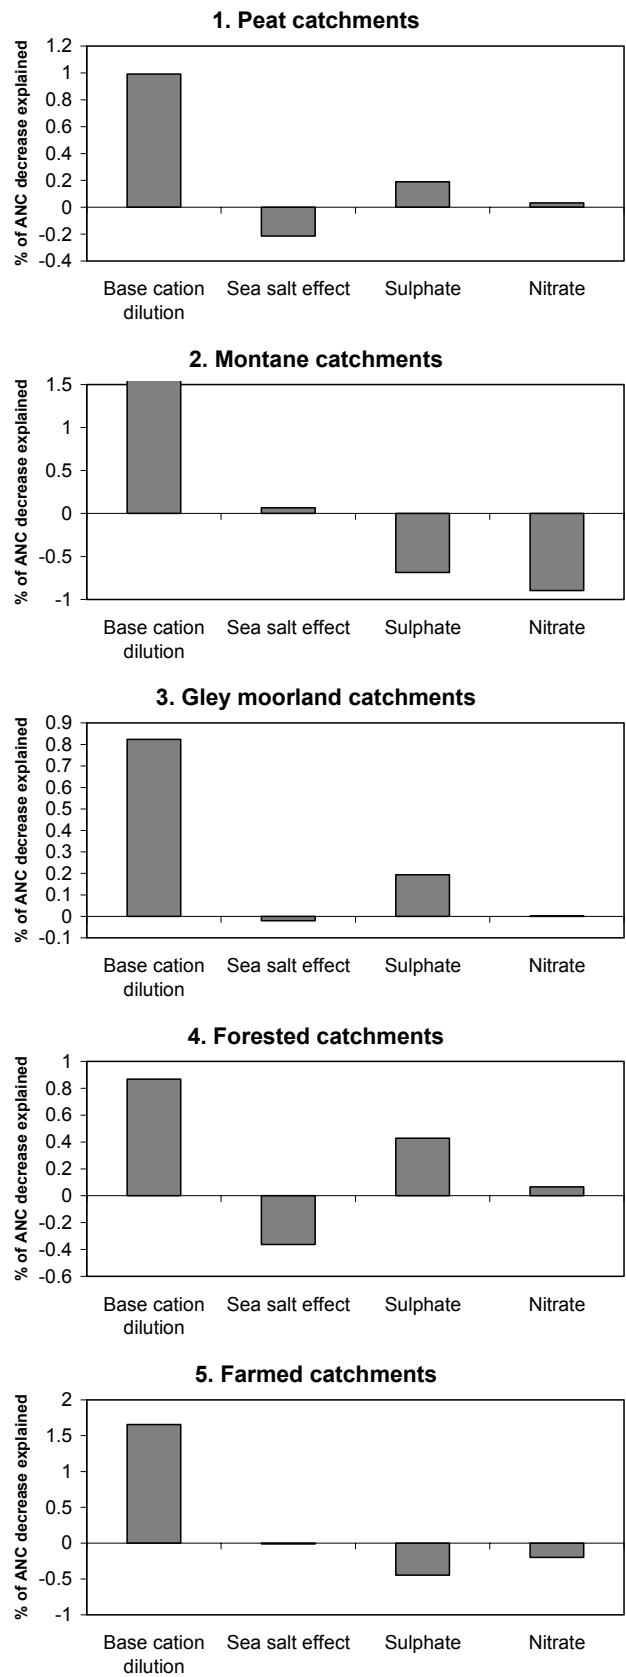 1. Peat catchments
% of ANC decrease explained
1.2
1
0.8
0.6
0.4
0.2
0
-0.2
-0.4
Base cation dilution
Sea salt effect
Sulphate
Nitrate
2. Montane catchments
% of ANC decrease explained
1.5
1
0.5
0
-0.5
-1
Base cation dilution
Sea salt effect
Sulphate
Nitrate
3. Gley moorland catchments
% of ANC decrease explained
0.9
0.8
0.7
0.6
0.5
0.4
0.3
0.2
0.1
0
-0.1
Base cation dilution
Sea salt effect
Sulphate
Nitrate
4. Forested catchments
% of ANC decrease explained
1
0.8
0.6
0.4
0.2
0
-0.2
-0.4
-0.6
Base cation dilution
Sea salt effect
Sulphate
Nitrate
5. Farmed catchments
% of ANC decrease explained
2
1.5
1
0.5
0
-0.5
-1
Base cation dilution
Sea salt effect
Sulphate
Nitrate